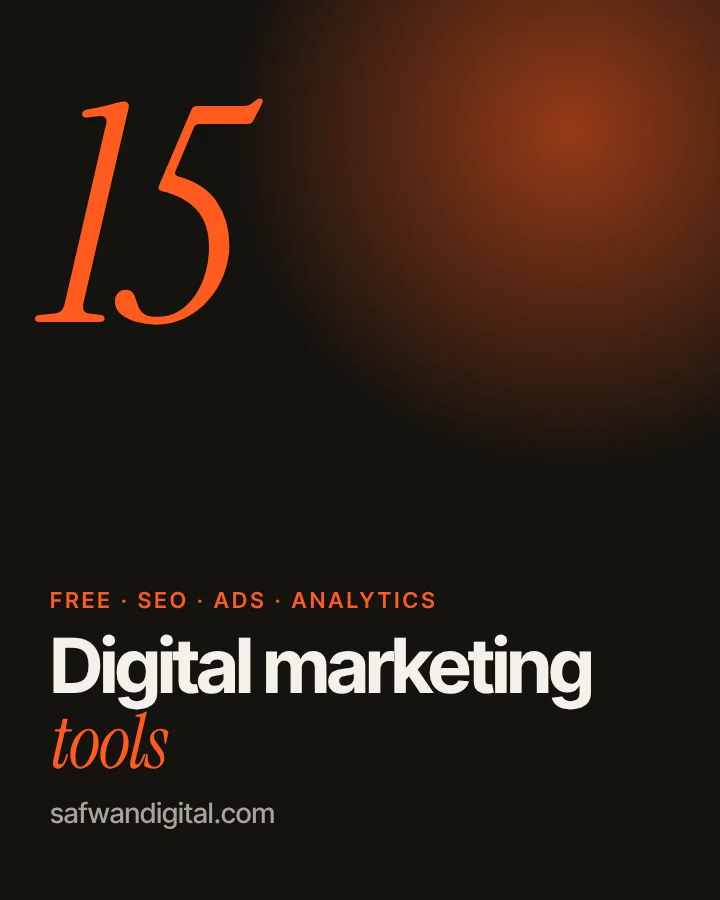 15
FREE · SEO · ADS · ANALYTICS
Digital marketing
tools
safwandigital.com